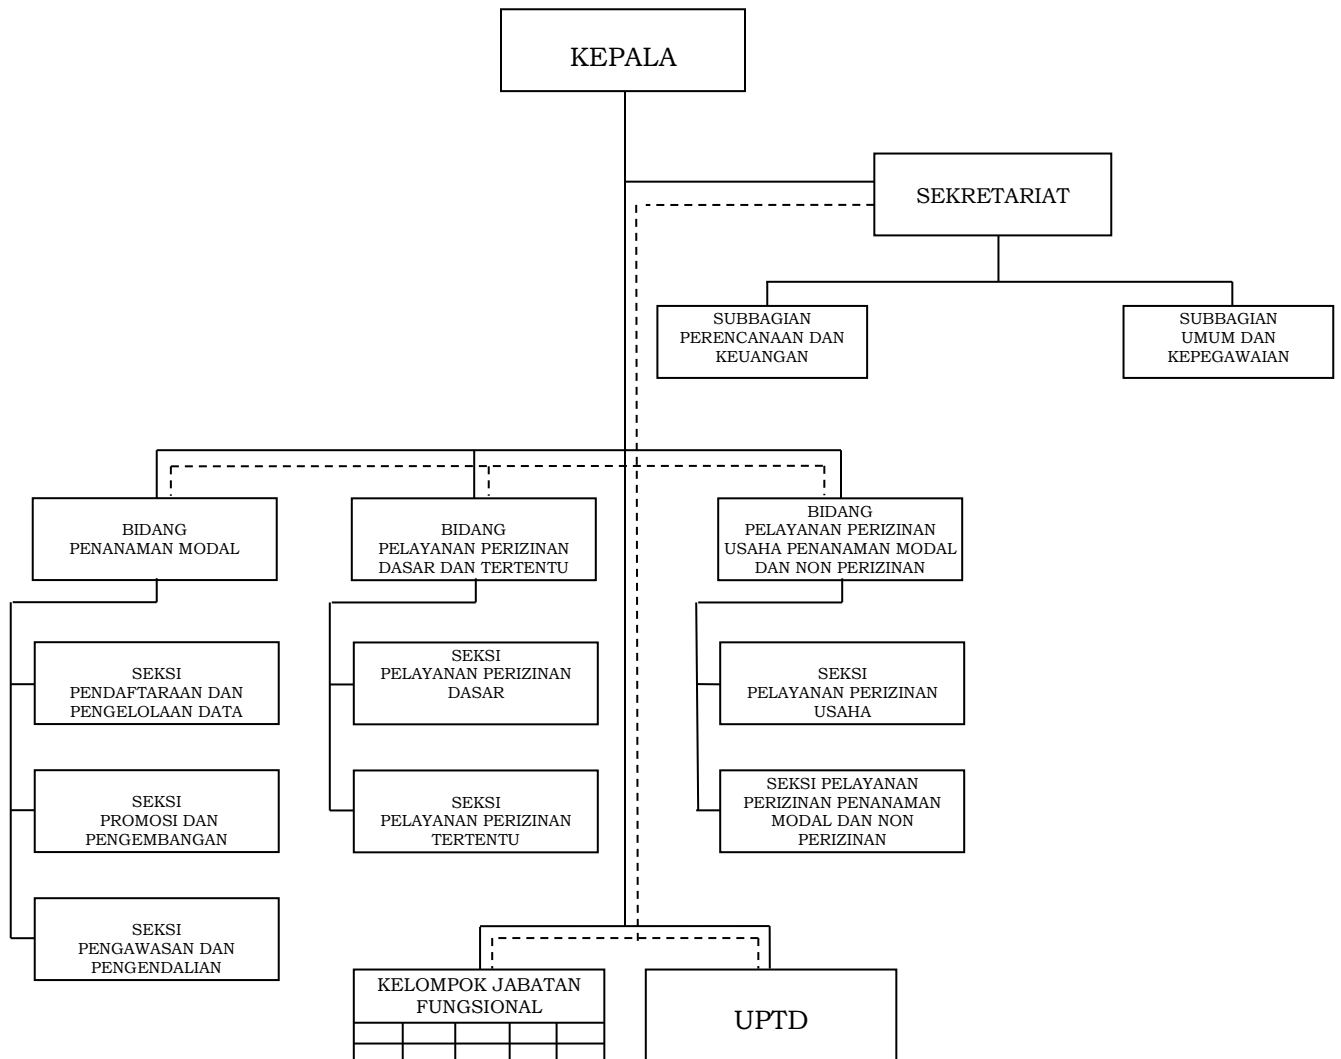 KEPALA
SEKRETARIAT
SUBBAGIAN
PERENCANAAN DAN
KEUANGAN
SUBBAGIAN
UMUM DAN
KEPEGAWAIAN
BIDANG
PENANAMAN MODAL
BIDANG
PELAYANAN PERIZINAN
DASAR DAN TERTENTU
BIDANG
PELAYANAN PERIZINAN
USAHA PENANAMAN MODAL
DAN NON PERIZINAN
SEKSI
PENDAFTARAAN DAN
PENGELOLAAN DATA
SEKSI
PELAYANAN PERIZINAN
DASAR
SEKSI
PELAYANAN PERIZINAN
USAHA
SEKSI
PROMOSI DAN
PENGEMBANGAN
SEKSI
PELAYANAN PERIZINAN
TERTENTU
SEKSI PELAYANAN
PERIZINAN PENANAMAN
MODAL DAN NON
PERIZINAN
SEKSI
PENGAWASAN DAN
PENGENDALIAN
KELOMPOK JABATAN
FUNGSIONAL
UPTD